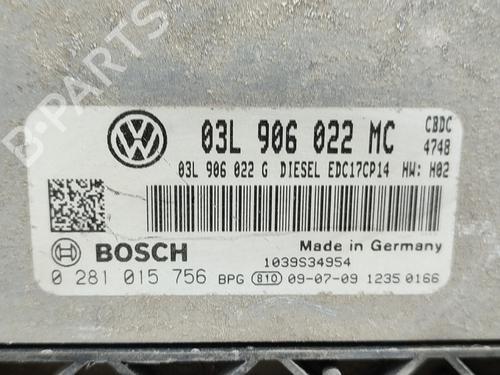 B-PARTS
03L 906 022 MC
CBDC
4748
03L 906 022 G DIESEL EDC17CP14 HW: H02
BOSCH
Made in Germany
1039S34954
0 281 015 756 BPG 810 09-07-09 1235 0166